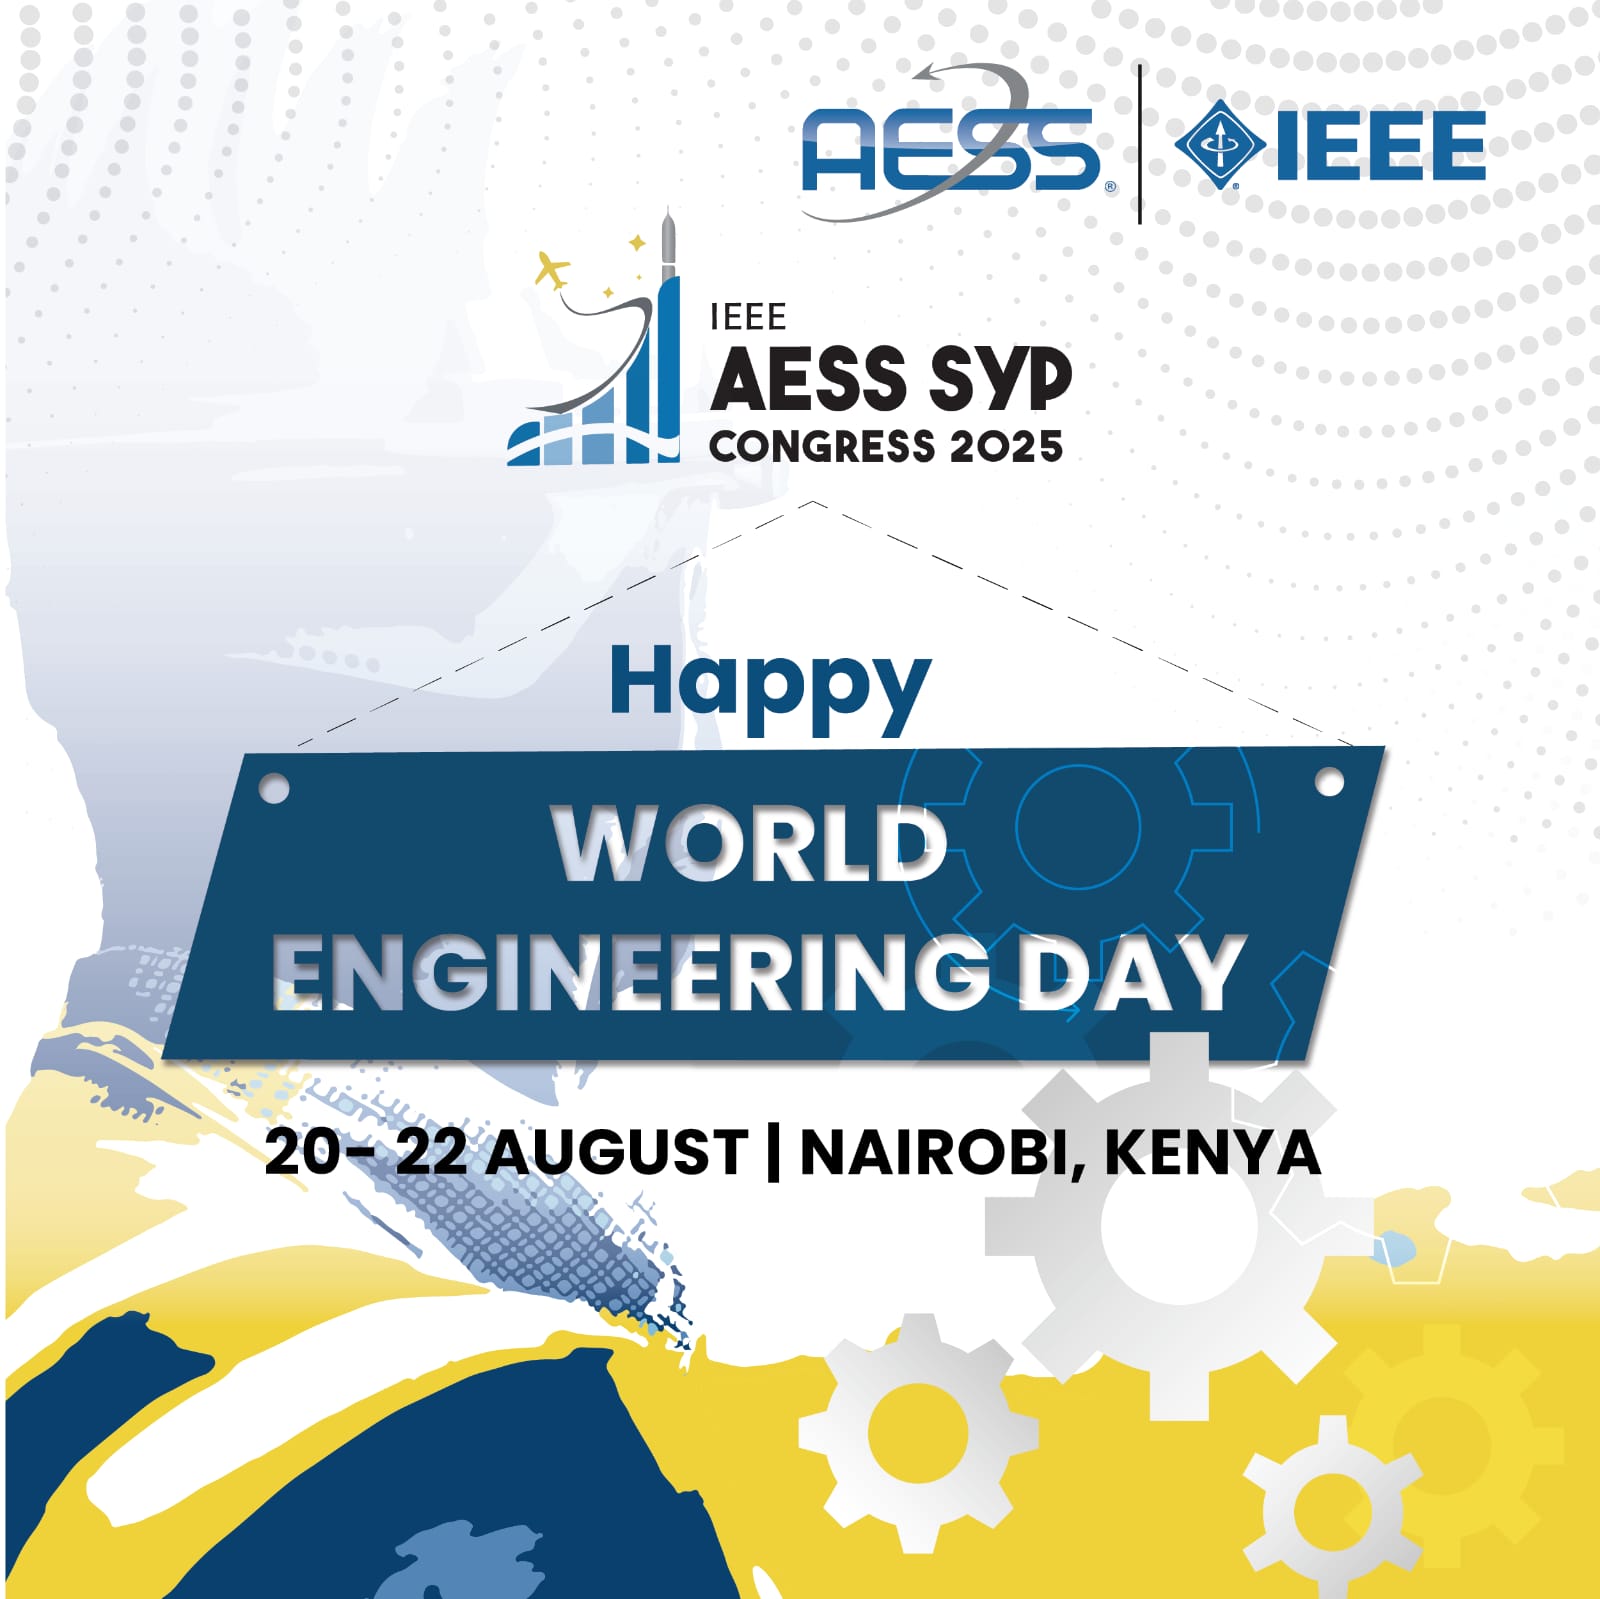 AESS® | IEEE
IEEE
AESS SYP
CONGRESS 2025
Happy
WORLD
ENGINEERING DAY
20- 22 AUGUST | NAIROBI, KENYA